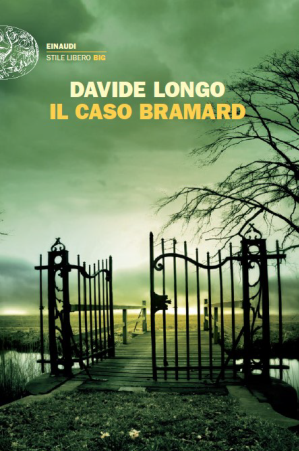 EINAUDI
STILE LIBERO BIG
DAVIDE LONGO
IL CASO BRAMARD